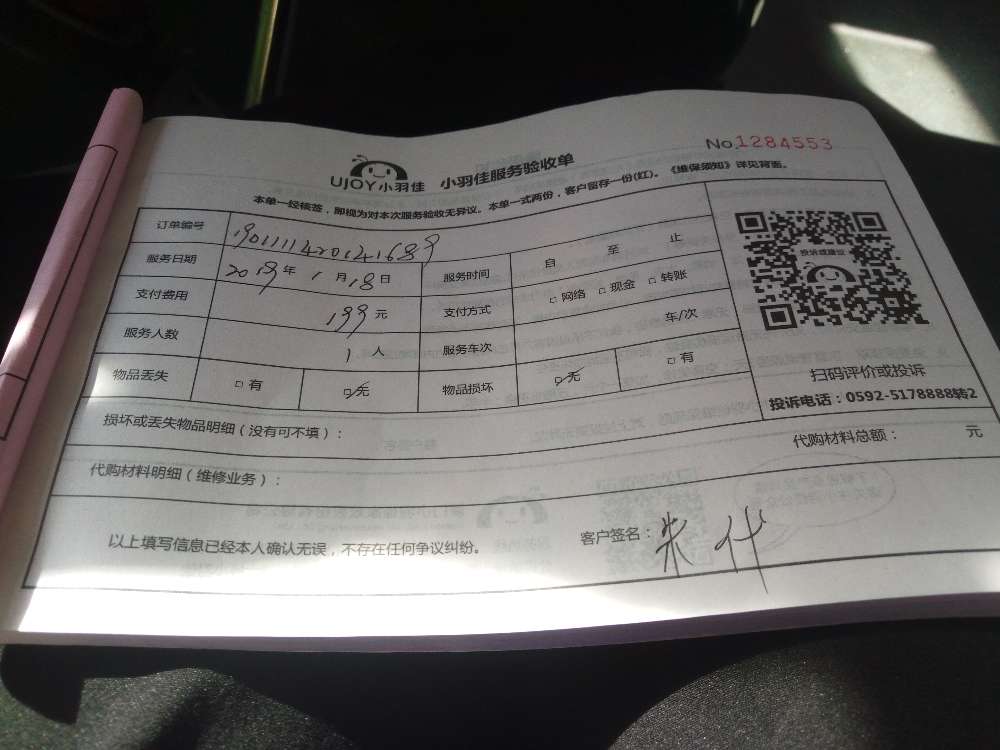 No.1284553
UJOY小羽佳 小羽佳服务验收单
本单一经核签，即视为对本次服务验收无异议。本单一式两份，客户留存一份(红)。《维保须知》详见背面。
订单编号
服务日期 2019年1月18日 服务时间 自 至 止
支付费用 199元 支付方式 □网络 □现金 □转账
服务人数 1人 服务车次 车/次
物品丢失 □有 ☑无 物品损坏 ☑无 □有
投诉或建议
扫码评价或投诉
投诉电话：0592-5178888转2
损坏或丢失物品明细（没有可不填）：
代购材料明细（维修业务）： 代购材料总额： 元
以上填写信息已经本人确认无误，不存在任何争议纠纷。 客户签名：朱